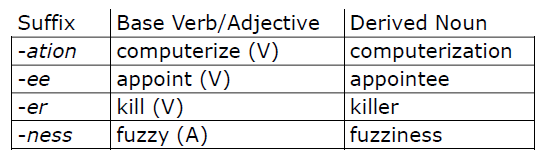 Suffix Base Verb/Adjective Derived Noun
-ation computerize (V) computerization
-ee appoint (V) appointee
-er kill (V) killer
-ness fuzzy (A) fuzziness